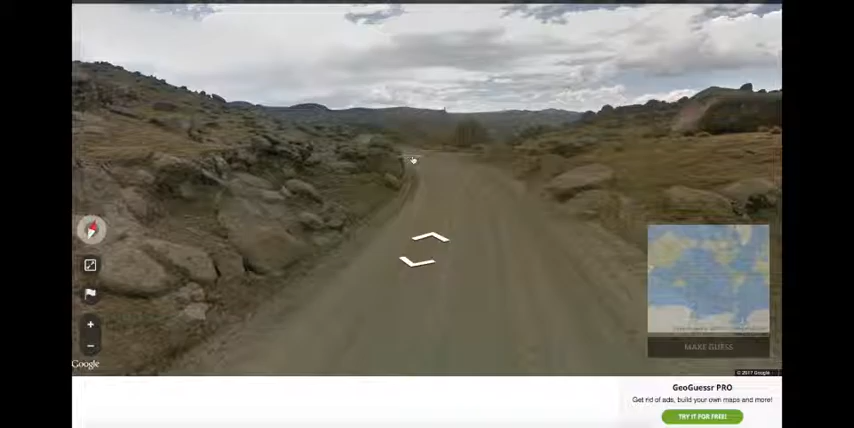 MAKE GUESS
Google
© 2017 Google
GeoGuessr PRO
Get rid of ads, build your own maps and more!
TRY IT FOR FREE!